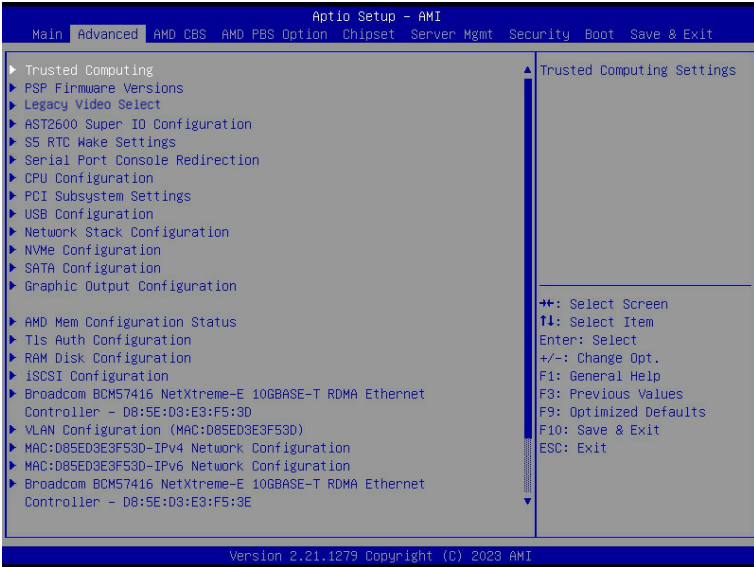 Aptio Setup – AMI
Main Advanced AMD CBS AMD PBS Option Chipset Server Mgmt Security Boot Save & Exit
Trusted Computing
PSP Firmware Versions
Legacy Video Select
AST2600 Super IO Configuration
S5 RTC Wake Settings
Serial Port Console Redirection
CPU Configuration
PCI Subsystem Settings
USB Configuration
Network Stack Configuration
NVMe Configuration
SATA Configuration
Graphic Output Configuration
AMD Mem Configuration Status
Tls Auth Configuration
RAM Disk Configuration
iSCSI Configuration
Broadcom BCM57416 NetXtreme-E 10GBASE-T RDMA Ethernet
Controller – D8:5E:D3:E3:F5:3D
VLAN Configuration (MAC:D85ED3E3F53D)
MAC:D85ED3E3F53D-IPv4 Network Configuration
MAC:D85ED3E3F53D-IPv6 Network Configuration
Broadcom BCM57416 NetXtreme-E 10GBASE-T RDMA Ethernet
Controller – D8:5E:D3:E3:F5:3E
Trusted Computing Settings
→←: Select Screen
↑↓: Select Item
Enter: Select
+/-: Change Opt.
F1: General Help
F3: Previous Values
F9: Optimized Defaults
F10: Save & Exit
ESC: Exit
Version 2.21.1279 Copyright (C) 2023 AMI